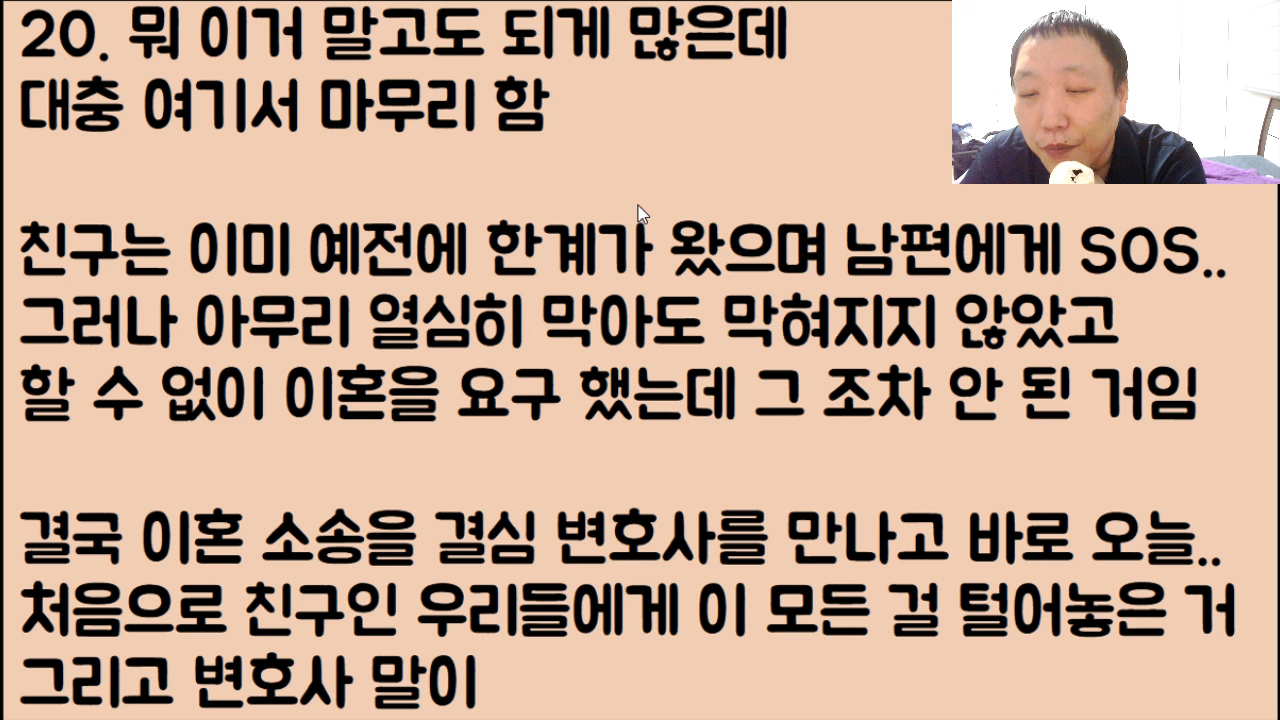 20. 뭐 이거 말고도 되게 많은데
대충 여기서 마무리 함
친구는 이미 예전에 한계가 왔으며 남편에게 SOS..
그러나 아무리 열심히 막아도 막혀지지 않았고
할 수 없이 이혼을 요구 했는데 그 조차 안 된 거임
결국 이혼 소송을 결심 변호사를 만나고 바로 오늘..
처음으로 친구인 우리들에게 이 모든 걸 털어놓은 거
그리고 변호사 말이